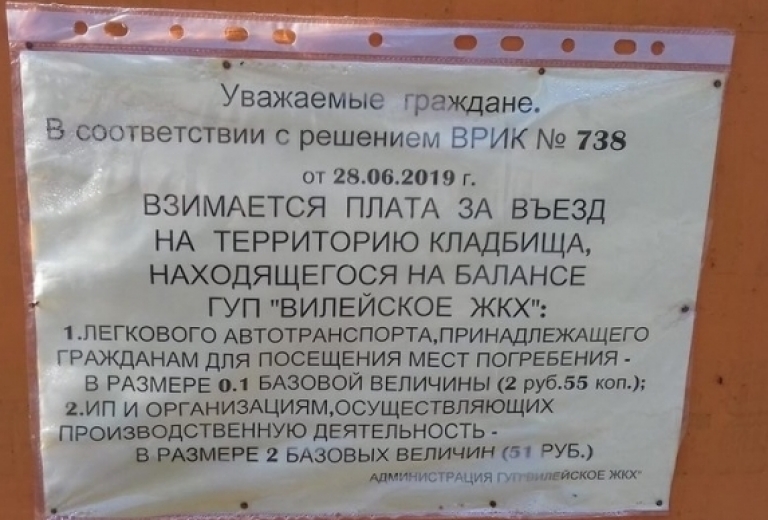 Уважаемые граждане.
В соответствии с решением ВРИК № 738
от 28.06.2019 г.
ВЗИМАЕТСЯ ПЛАТА ЗА ВЪЕЗД
НА ТЕРРИТОРИЮ КЛАДБИЩА,
НАХОДЯЩЕГОСЯ НА БАЛАНСЕ
ГУП "ВИЛЕЙСКОЕ ЖКХ":
1.ЛЕГКОВОГО АВТОТРАНСПОРТА,ПРИНАДЛЕЖАЩЕГО
ГРАЖДАНАМ ДЛЯ ПОСЕЩЕНИЯ МЕСТ ПОГРЕБЕНИЯ -
В РАЗМЕРЕ 0.1 БАЗОВОЙ ВЕЛИЧИНЫ (2 руб.55 коп.);
2.ИП И ОРГАНИЗАЦИЯМ,ОСУЩЕСТВЛЯЮЩИХ
ПРОИЗВОДСТВЕННУЮ ДЕЯТЕЛЬНОСТЬ -
В РАЗМЕРЕ 2 БАЗОВЫХ ВЕЛИЧИН (51 РУБ.)
АДМИНИСТРАЦИЯ ГУП"ВИЛЕЙСКОЕ ЖКХ"